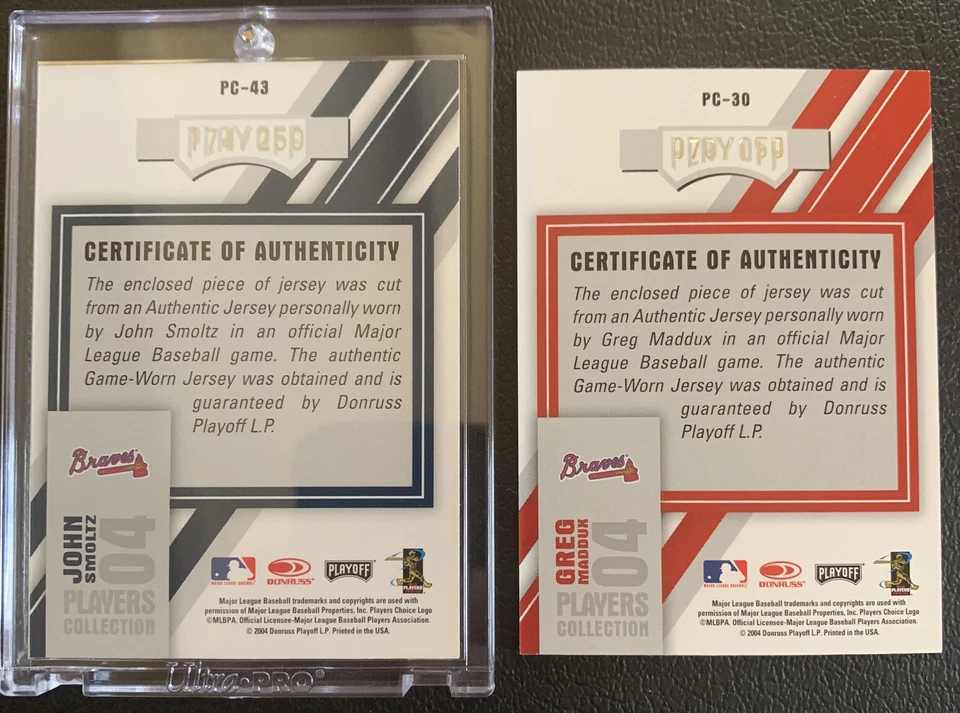 PC-43
PLAYOFF
CERTIFICATE OF AUTHENTICITY
The enclosed piece of jersey was cut
from an Authentic Jersey personally worn
by John Smoltz in an official Major
League Baseball game. The authentic
Game-Worn Jersey was obtained and is
guaranteed by Donruss
Playoff L.P.
Braves
JOHN
SMOLTZ
04
PLAYERS
COLLECTION
MAJOR LEAGUE BASEBALL
DONRUSS
PLAYOFF
Major League Baseball trademarks and copyrights are used with
permission of Major League Baseball Properties, Inc. Players Choice Logo
©MLBPA. Official Licensee-Major League Baseball Players Association.
© 2004 Donruss Playoff L.P. Printed in the USA.
Ultra PRO
PC-30
PLAYOFF
CERTIFICATE OF AUTHENTICITY
The enclosed piece of jersey was cut
from an Authentic Jersey personally worn
by Greg Maddux in an official Major
League Baseball game. The authentic
Game-Worn Jersey was obtained and is
guaranteed by Donruss
Playoff L.P.
Braves
GREG
MADDUX
04
PLAYERS
COLLECTION
MAJOR LEAGUE BASEBALL
DONRUSS
PLAYOFF
Major League Baseball trademarks and copyrights are used with
permission of Major League Baseball Properties, Inc. Players Choice Logo
©MLBPA. Official Licensee-Major League Baseball Players Association.
© 2004 Donruss Playoff L.P. Printed in the USA.